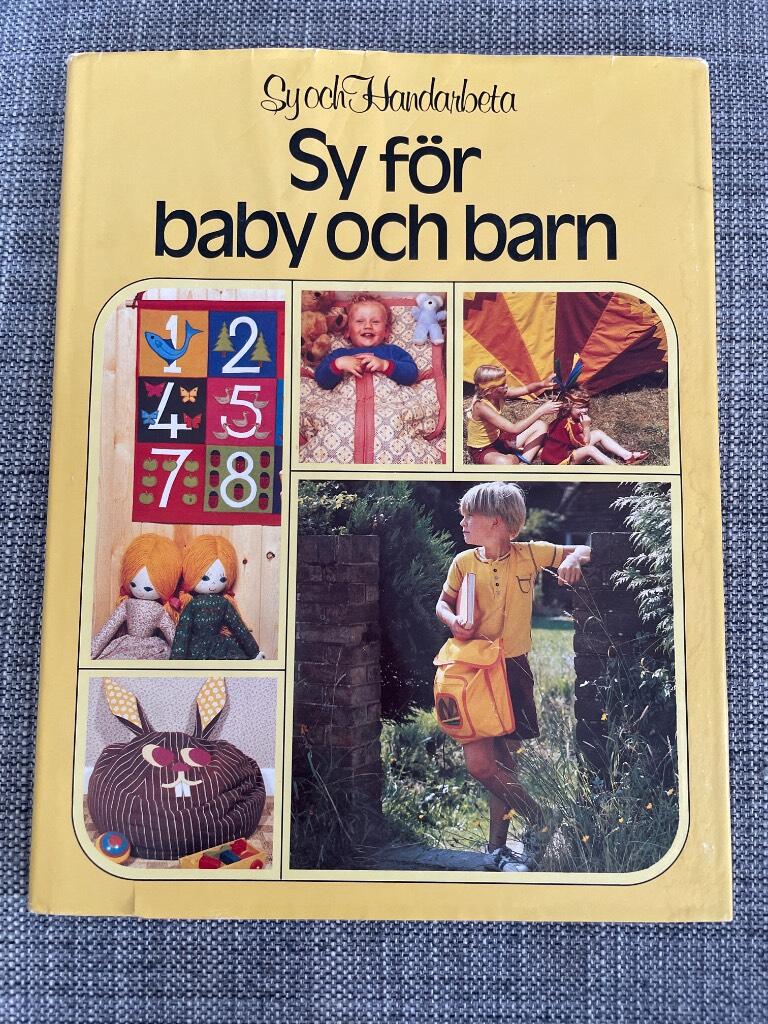 Sy och Handarbeta
Sy för
baby och barn
1 2
4 5
7 8